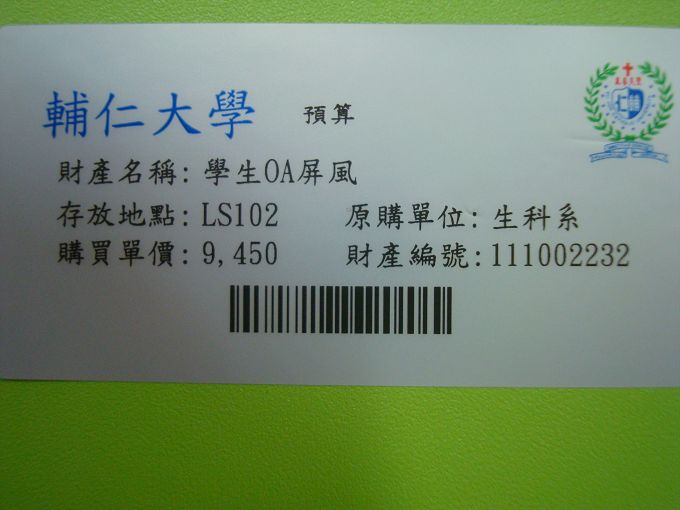 輔仁大學 預算
財產名稱: 學生OA屏風
存放地點: LS102 原購單位: 生科系
購買單價: 9,450 財產編號: 111002232